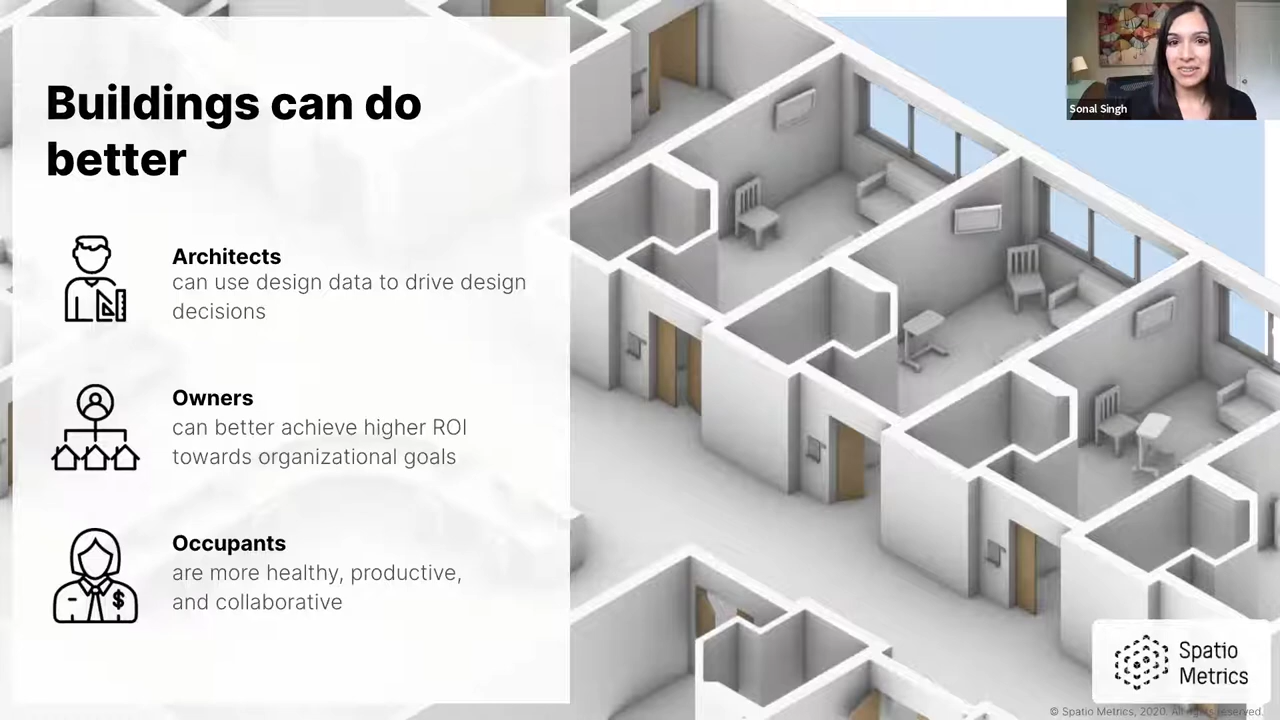 Buildings can do
better
Architects
can use design data to drive design
decisions
Owners
can better achieve higher ROI
towards organizational goals
Occupants
are more healthy, productive,
and collaborative
$
Sonal Singh
Spatio
Metrics
© Spatio Metrics, 2020. All rights reserved.